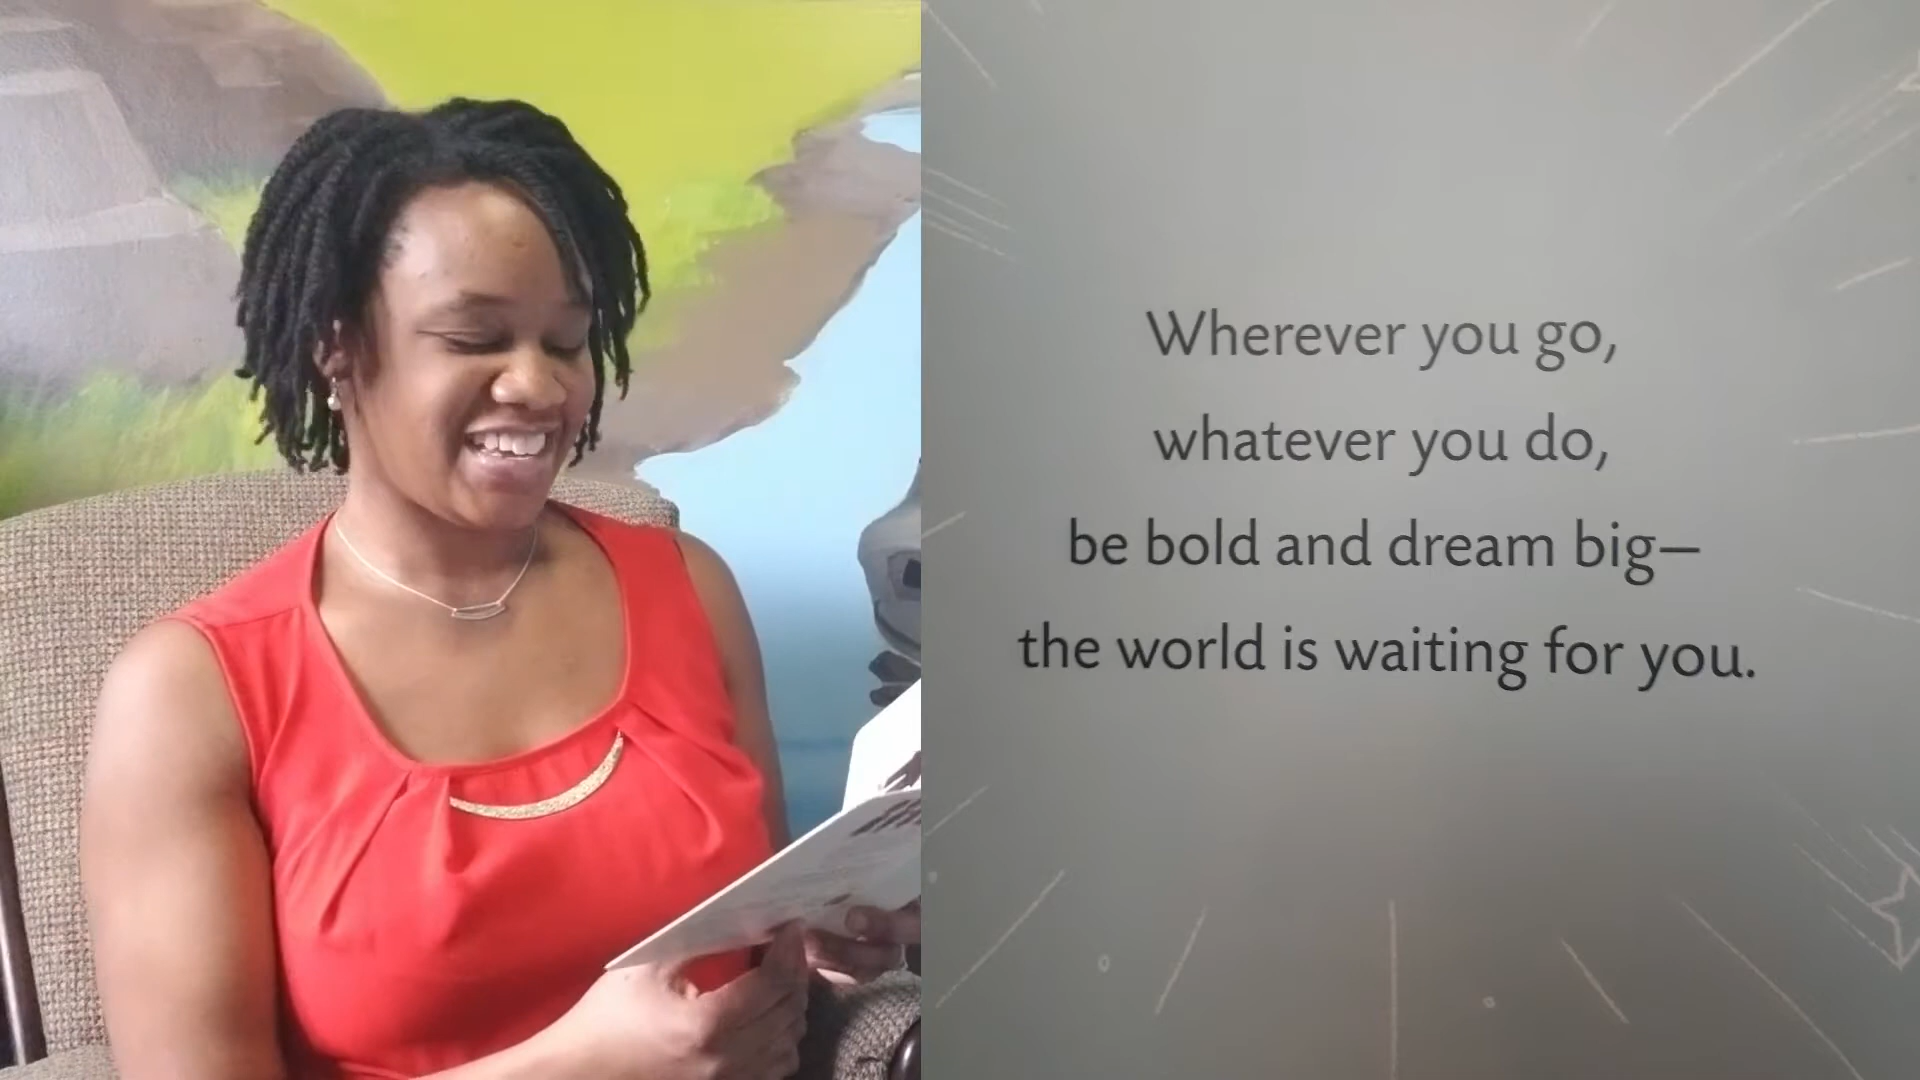 Wherever you go,
whatever you do,
be bold and dream big—
the world is waiting for you.